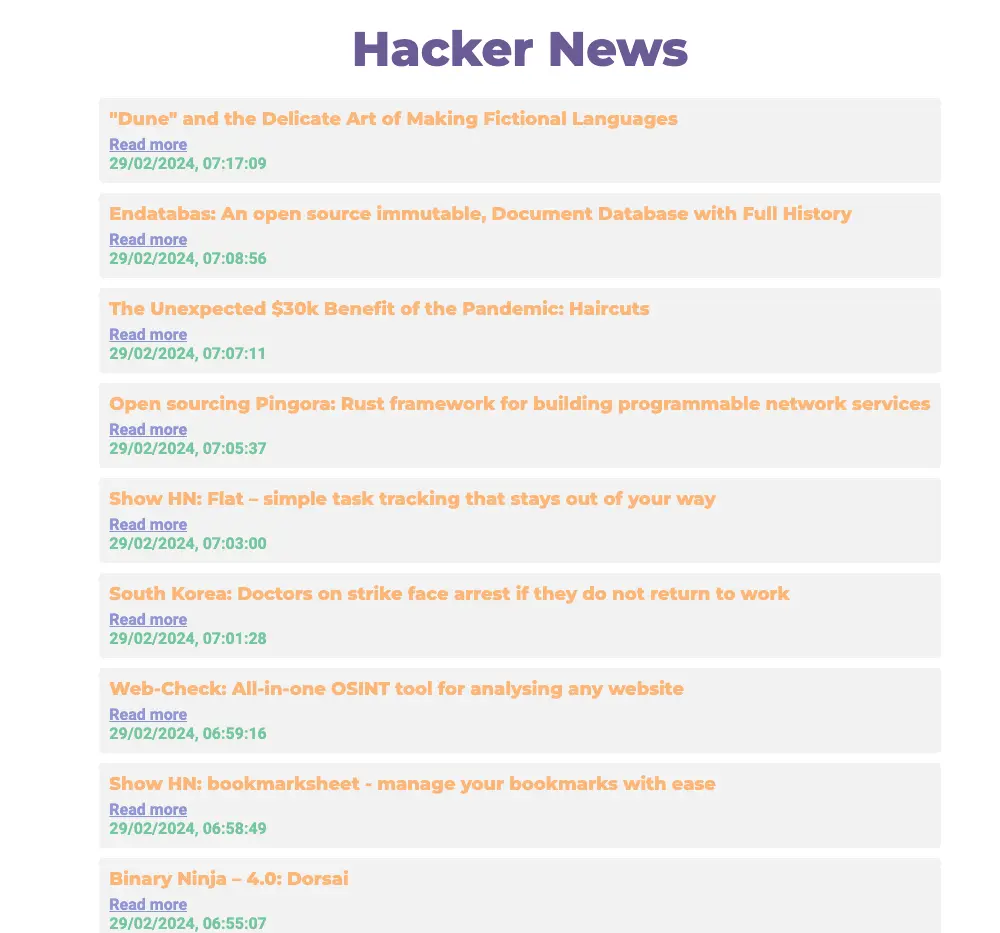 Hacker News
"Dune" and the Delicate Art of Making Fictional Languages
Read more
29/02/2024, 07:17:09
Endatabas: An open source immutable, Document Database with Full History
Read more
29/02/2024, 07:08:56
The Unexpected $30k Benefit of the Pandemic: Haircuts
Read more
29/02/2024, 07:07:11
Open sourcing Pingora: Rust framework for building programmable network services
Read more
29/02/2024, 07:05:37
Show HN: Flat – simple task tracking that stays out of your way
Read more
29/02/2024, 07:03:00
South Korea: Doctors on strike face arrest if they do not return to work
Read more
29/02/2024, 07:01:28
Web-Check: All-in-one OSINT tool for analysing any website
Read more
29/02/2024, 06:59:16
Show HN: bookmarksheet - manage your bookmarks with ease
Read more
29/02/2024, 06:58:49
Binary Ninja – 4.0: Dorsai
Read more
29/02/2024, 06:55:07